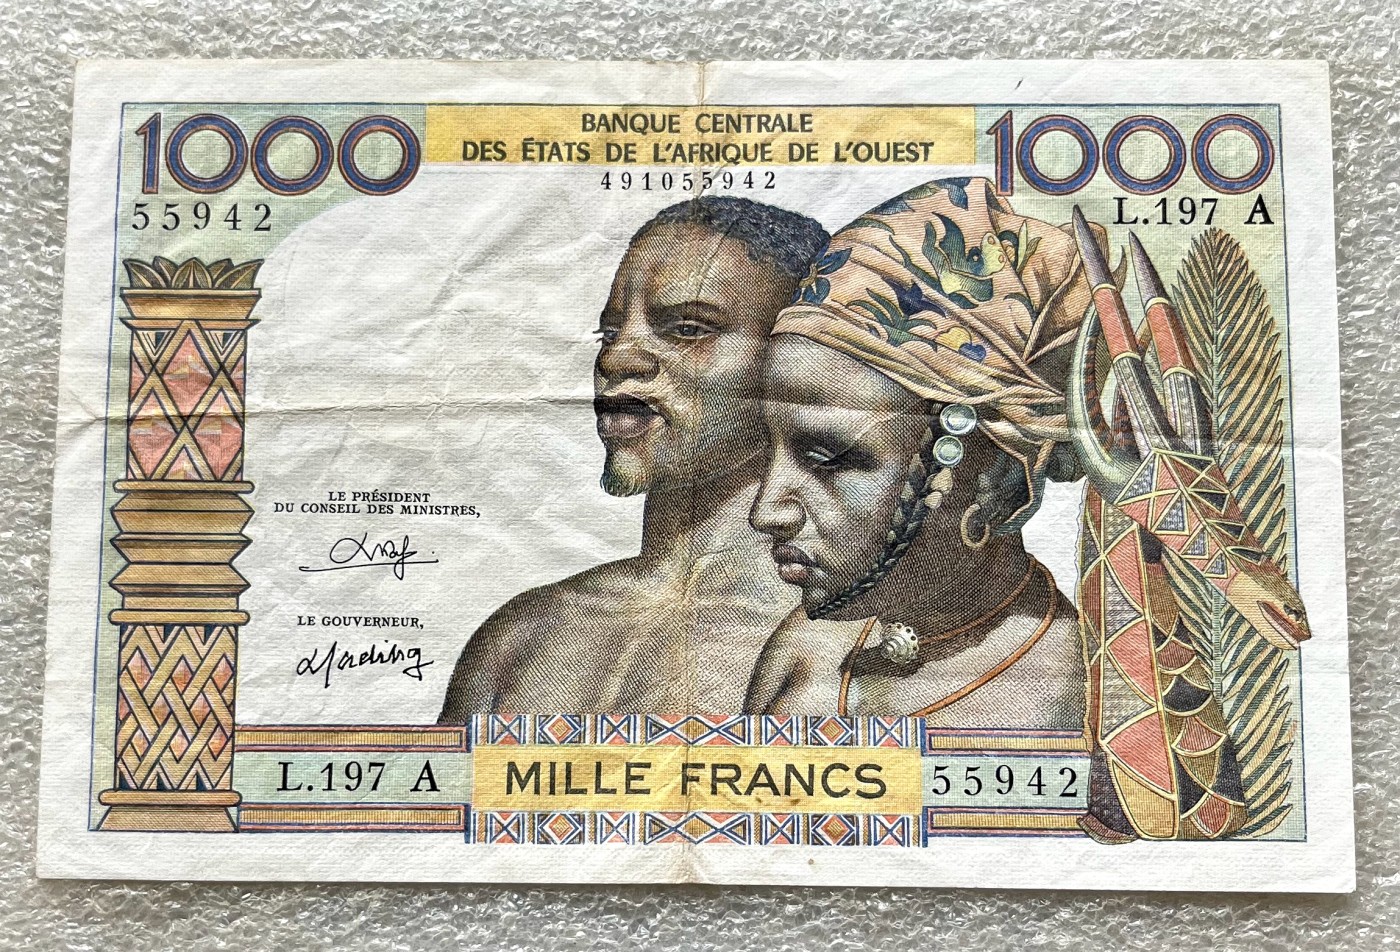 1000
BANQUE CENTRALE
DES ÉTATS DE L'AFRIQUE DE L'OUEST
1000
491055942
55942
L.197 A
LE PRÉSIDENT
DU CONSEIL DES MINISTRES,
LE GOUVERNEUR,
L.197 A
MILLE FRANCS
55942